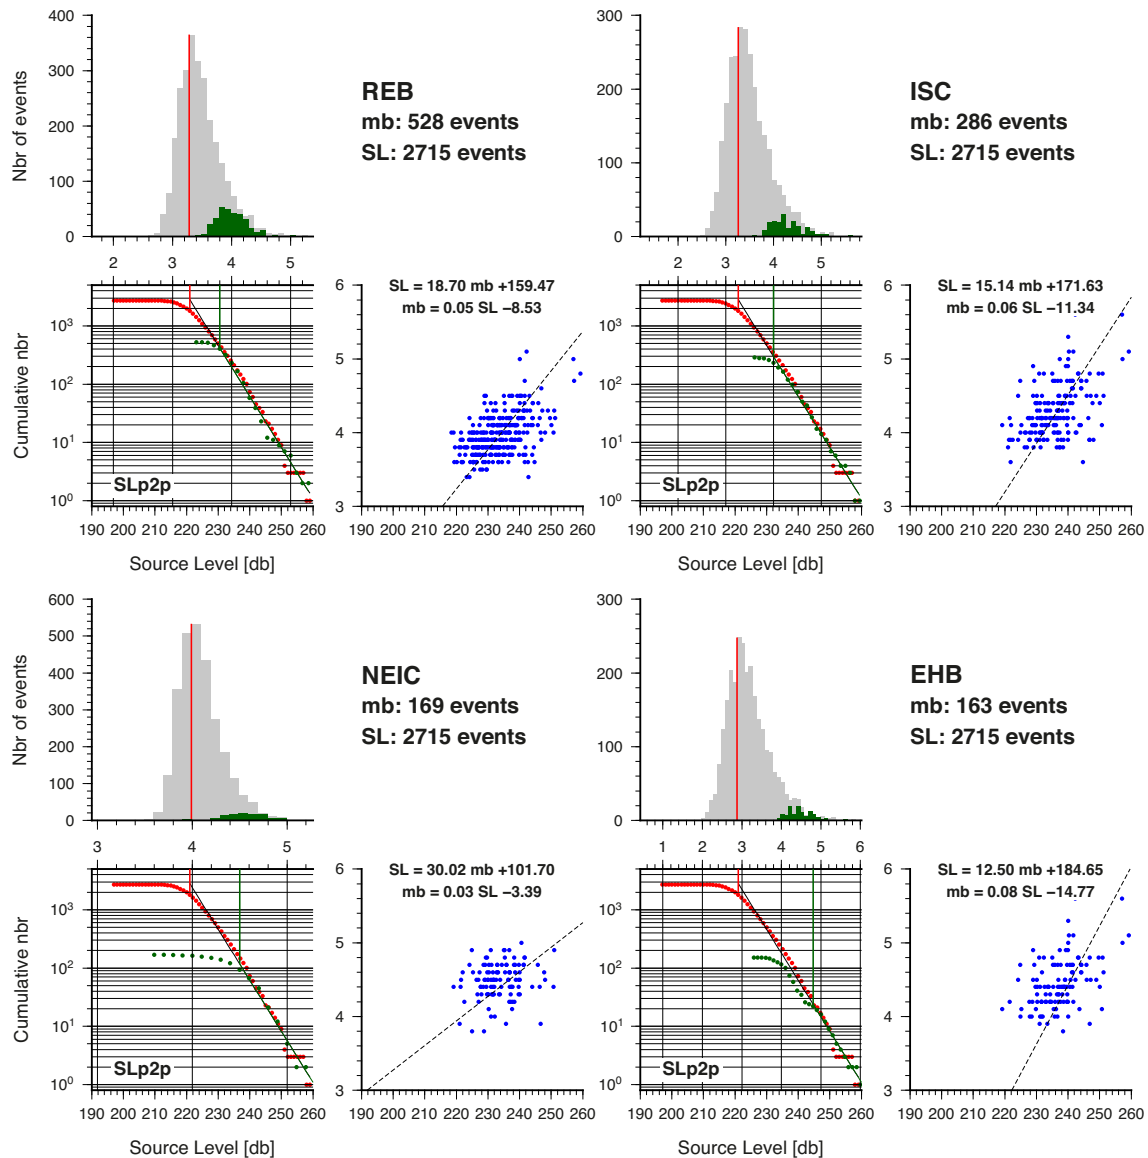 400
300
200
100
0
Nbr of events
2 3 4 5
REB
mb: 528 events
SL: 2715 events
300
200
100
0
2 3 4 5
ISC
mb: 286 events
SL: 2715 events
10³
10²
10¹
10⁰
Cumulative nbr
SLp2p
190 200 210 220 230 240 250 260
Source Level [db]
6
5
4
3
SL = 18.70 mb +159.47
mb = 0.05 SL −8.53
190 200 210 220 230 240 250 260
10³
10²
10¹
10⁰
SLp2p
190 200 210 220 230 240 250 260
Source Level [db]
6
5
4
3
SL = 15.14 mb +171.63
mb = 0.06 SL −11.34
190 200 210 220 230 240 250 260
600
500
400
300
200
100
0
Nbr of events
3 4 5
NEIC
mb: 169 events
SL: 2715 events
300
200
100
0
1 2 3 4 5 6
EHB
mb: 163 events
SL: 2715 events
10³
10²
10¹
10⁰
Cumulative nbr
SLp2p
190 200 210 220 230 240 250 260
Source Level [db]
6
5
4
3
SL = 30.02 mb +101.70
mb = 0.03 SL −3.39
190 200 210 220 230 240 250 260
10³
10²
10¹
10⁰
SLp2p
190 200 210 220 230 240 250 260
Source Level [db]
6
5
4
3
SL = 12.50 mb +184.65
mb = 0.08 SL −14.77
190 200 210 220 230 240 250 260